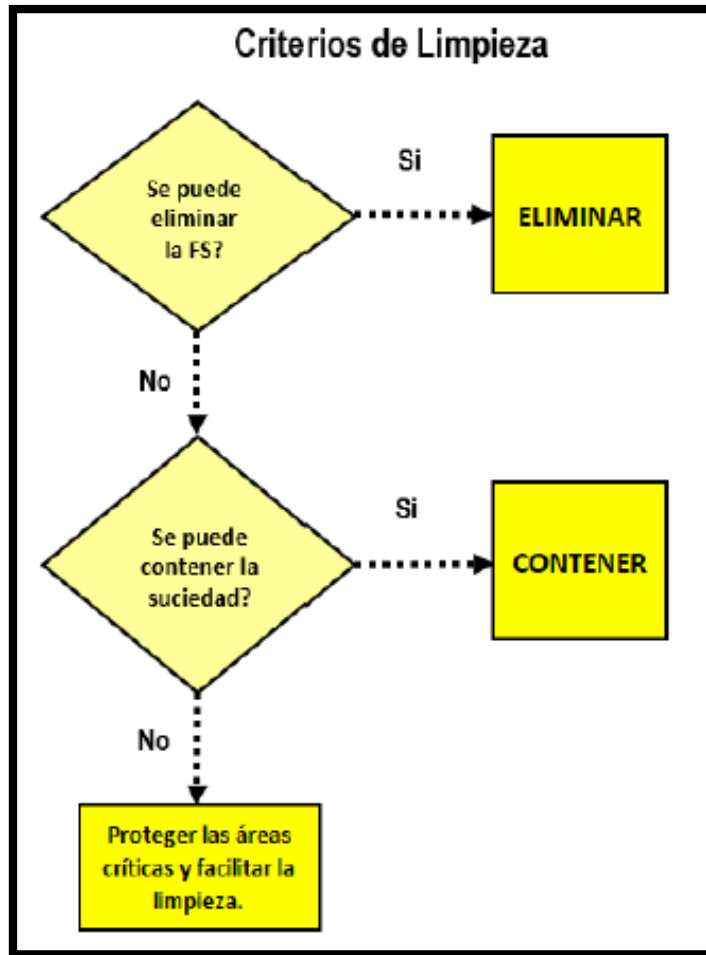 Criterios de Limpieza
Se puede
eliminar
la FS?
Si
ELIMINAR
No
Se puede
contener la
suciedad?
Si
CONTENER
No
Proteger las áreas
críticas y facilitar la
limpieza.